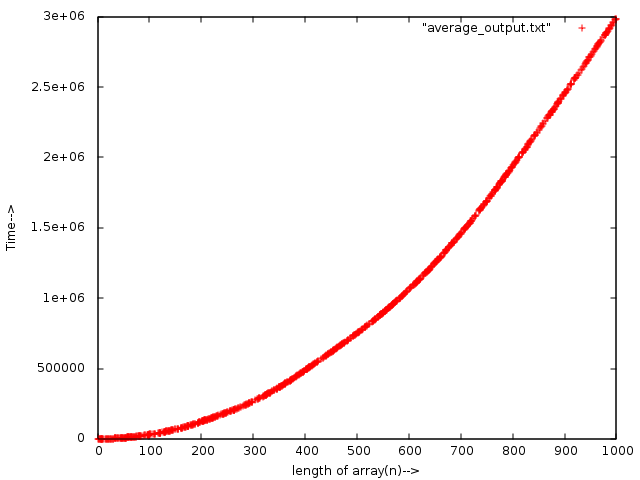 3e+06
"average_output.txt"
2.5e+06
2e+06
1.5e+06
1e+06
500000
0
Time-->
0 100 200 300 400 500 600 700 800 900 1000
length of array(n)-->